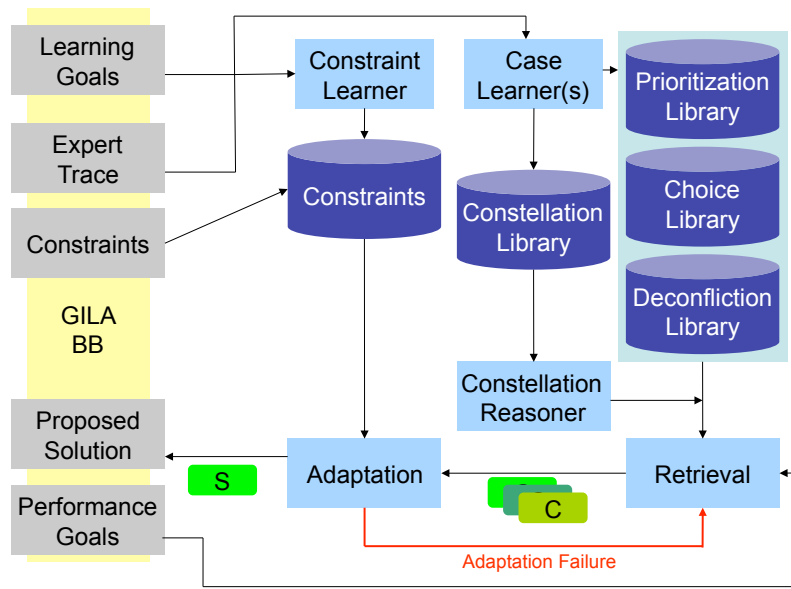 Learning
Goals
Expert
Trace
Constraints
GILA
BB
Proposed
Solution
Performance
Goals
Constraint
Learner
Constraints
Case
Learner(s)
Constellation
Library
Constellation
Reasoner
Prioritization
Library
Choice
Library
Deconfliction
Library
Adaptation
Retrieval
S
C
Adaptation Failure